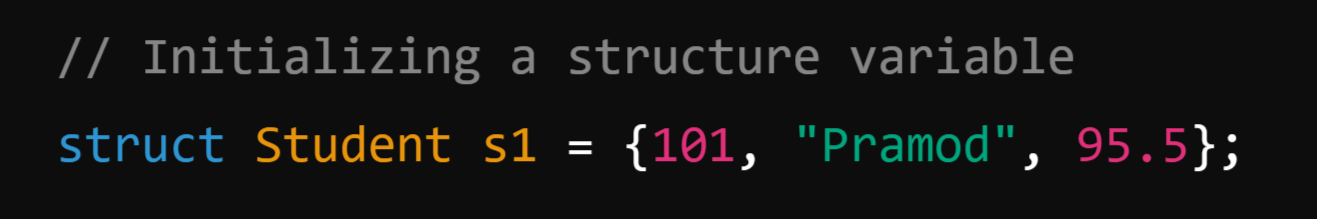 // Initializing a structure variable
struct Student s1 = {101, "Pramod", 95.5};